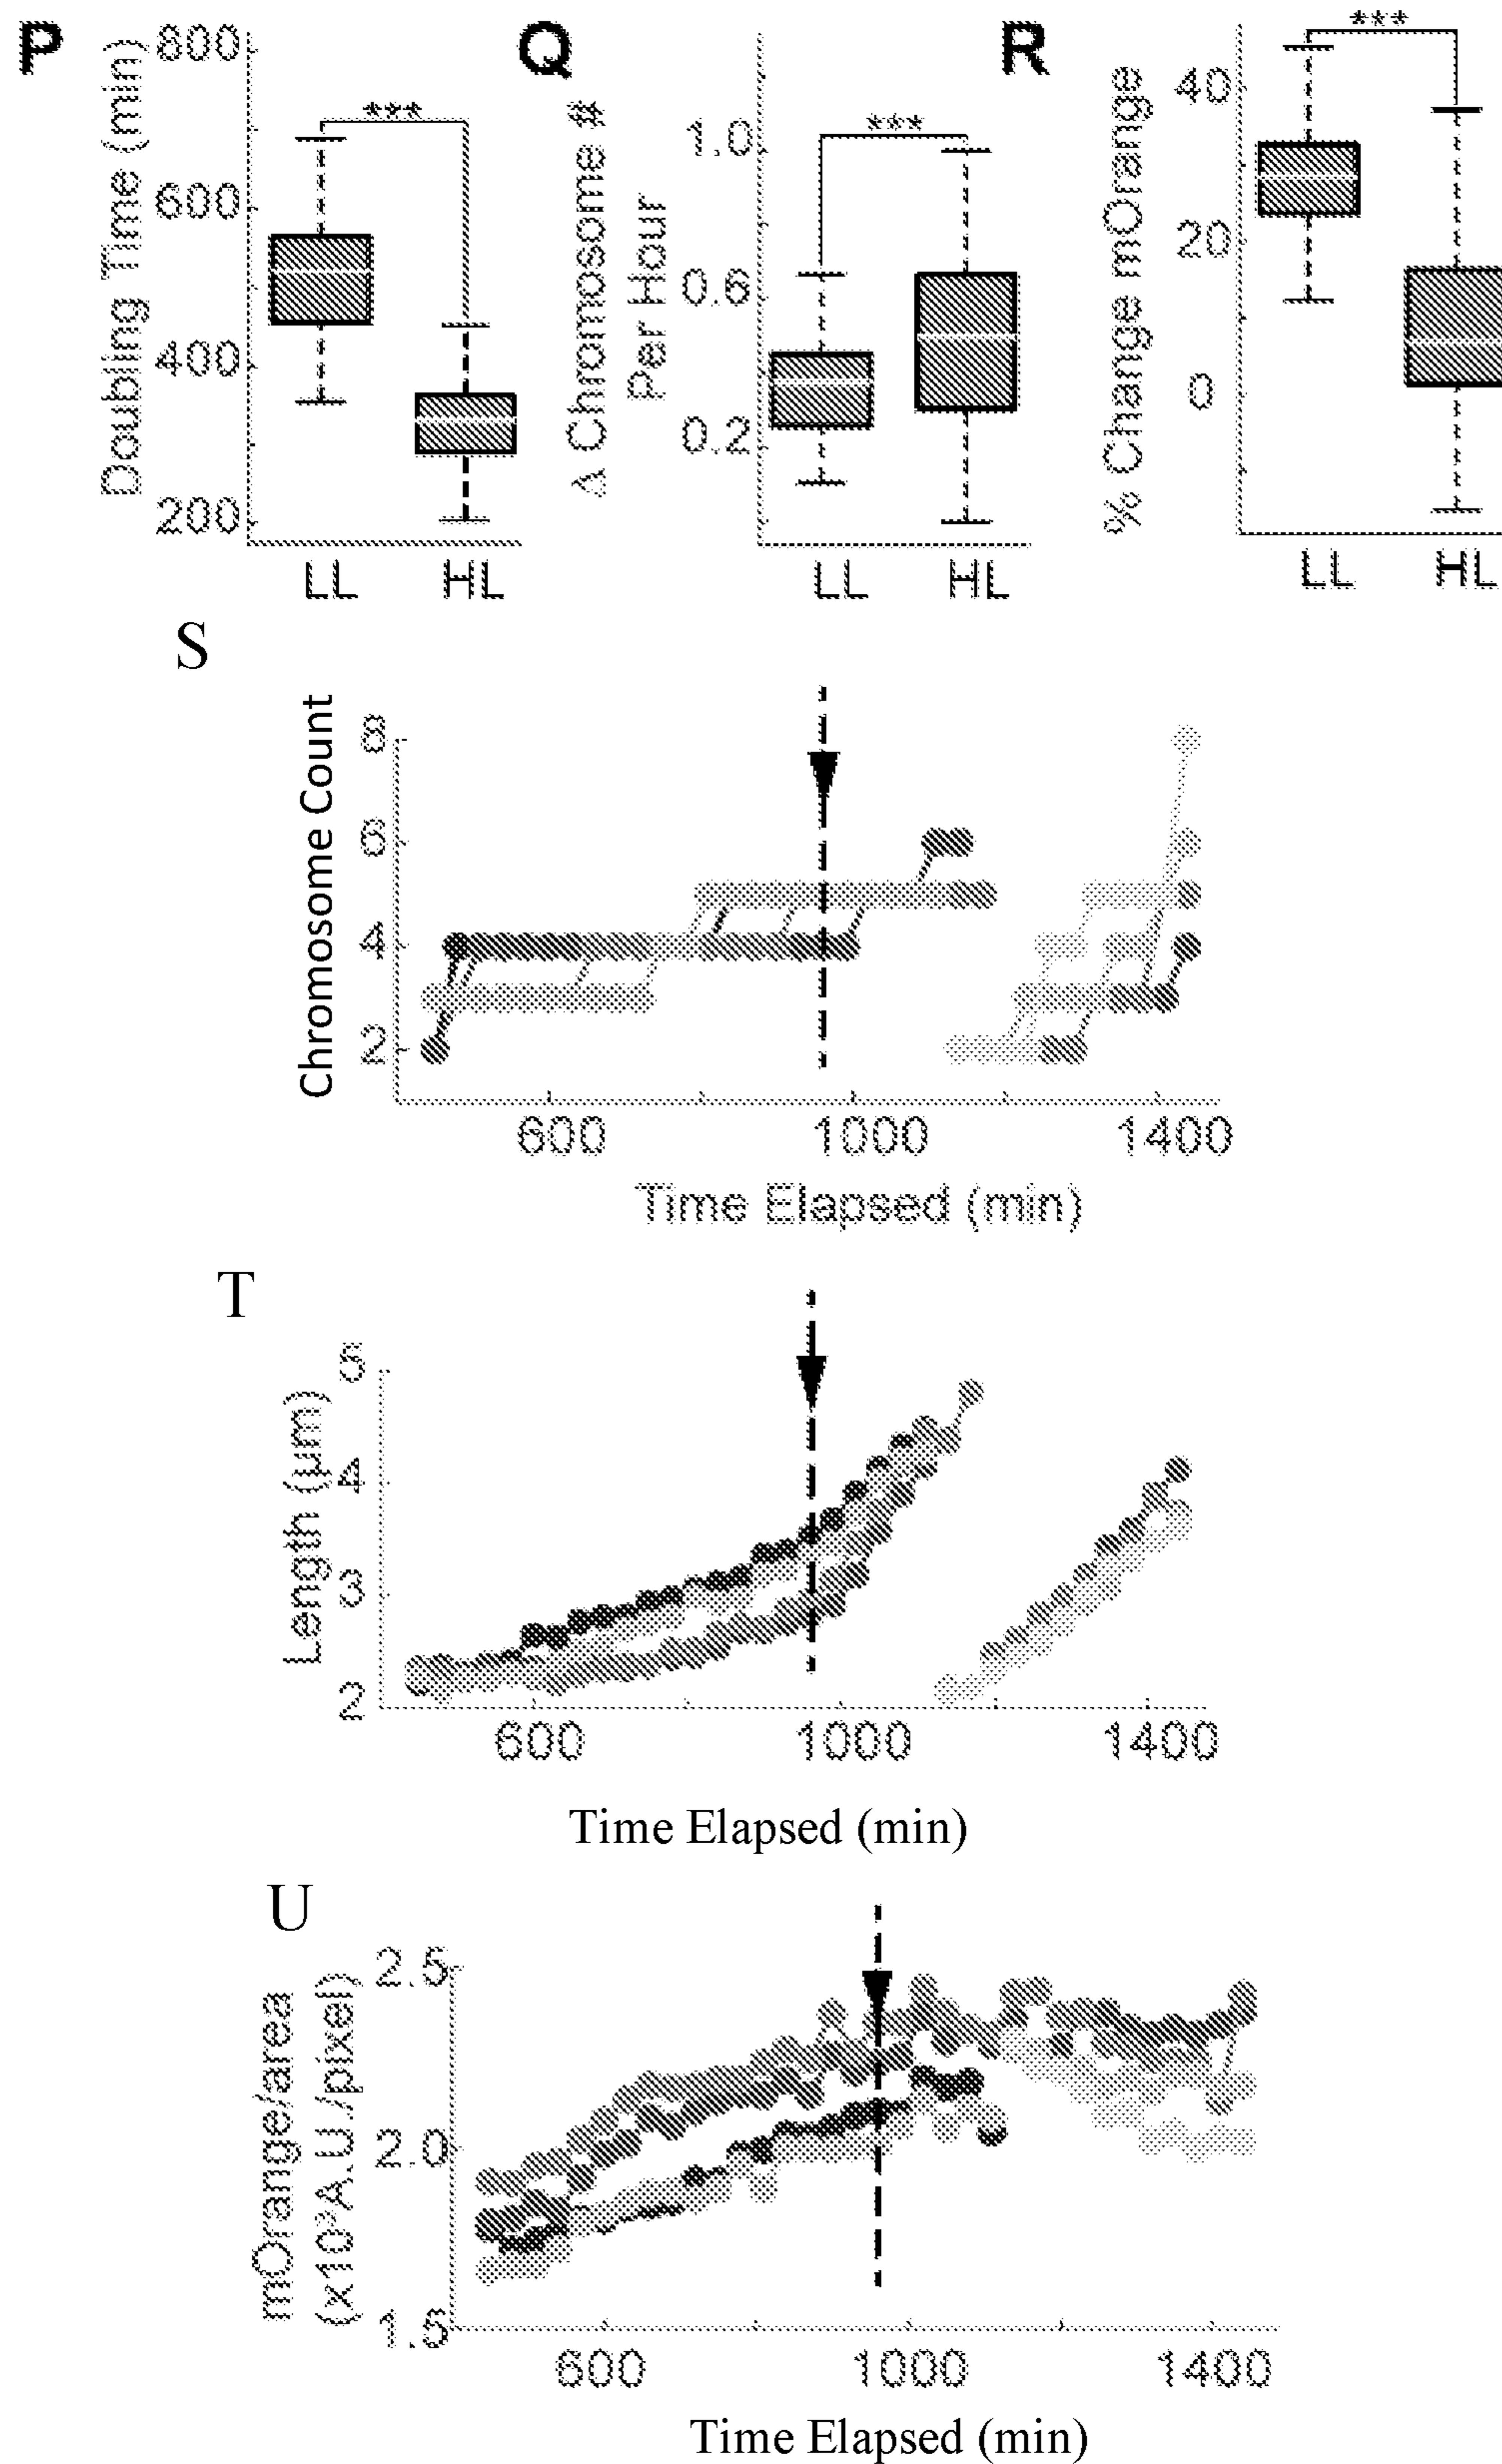 P
Doubling Time (min)
800
600
400
200
***
LL HL
Q
Δ Chromosome #
Per Hour
1.0
0.6
0.2
***
LL HL
R
% Change mOrange
40
20
0
***
LL HL
S
Chromosome Count
8
6
4
2
600 1000 1400
Time Elapsed (min)
T
Length (µm)
5
4
3
2
600 1000 1400
Time Elapsed (min)
U
mOrange/area
(x10³A.U./pixel)
2.5
2.0
1.5
600 1000 1400
Time Elapsed (min)